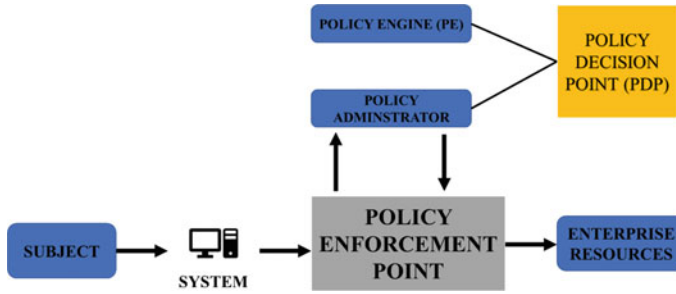 POLICY ENGINE (PE)
POLICY
DECISION
POINT (PDP)
POLICY
ADMINSTRATOR
POLICY
ENFORCEMENT
POINT
SUBJECT
SYSTEM
ENTERPRISE
RESOURCES